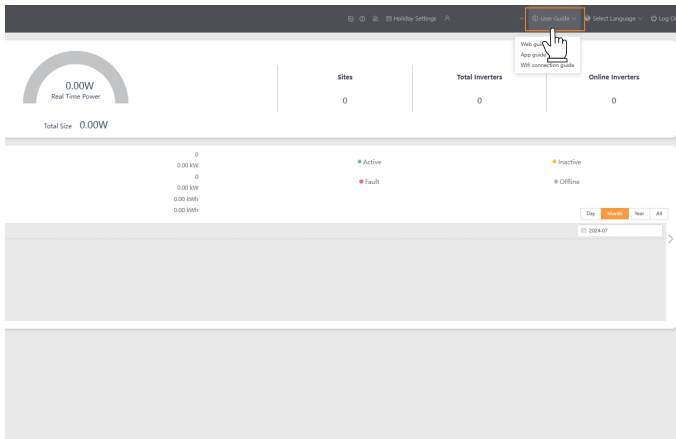 Holiday Settings
User Guide
Select Language
Log O
Web guid
App guide
Wifi connection guide
0.00W
Real Time Power
Total Size 0.00W
Sites
0
Total Inverters
0
Online Inverters
0
0
0.00 kW
0
0.00 kW
0.00 kWh
0.00 kWh
Active
Inactive
Fault
Offline
Day Month Year All
2024-07